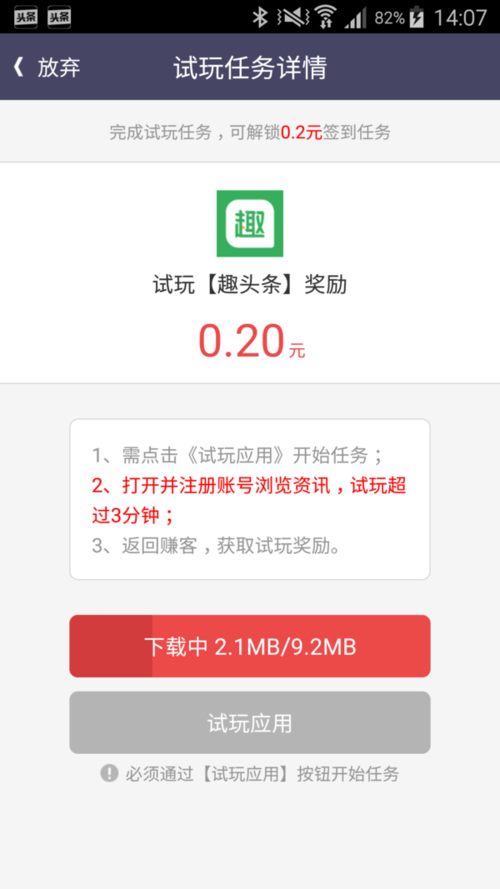 头条 头条 82% 14:07
放弃 试玩任务详情
完成试玩任务，可解锁0.2元签到任务
趣
试玩【趣头条】奖励
0.20元
1、需点击《试玩应用》开始任务；
2、打开并注册账号浏览资讯，试玩超
过3分钟；
3、返回赚客，获取试玩奖励。
下载中 2.1MB/9.2MB
试玩应用
必须通过【试玩应用】按钮开始任务